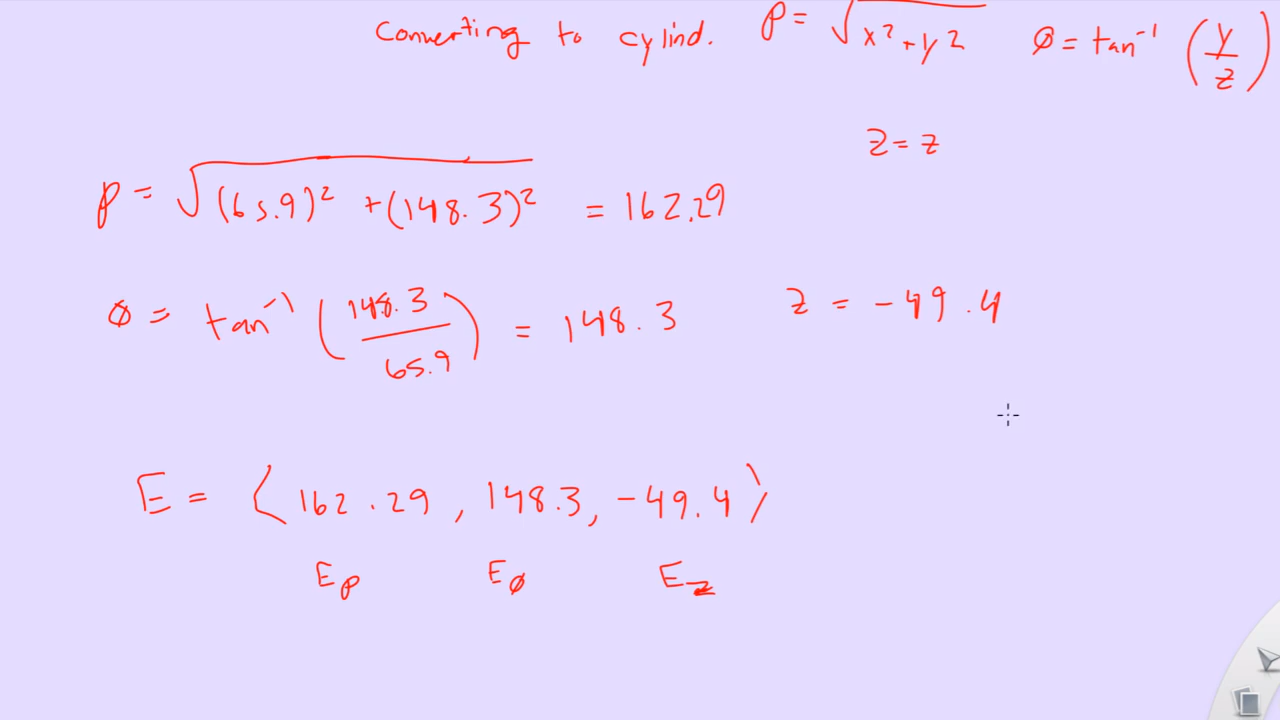 Converting to cylind. ρ = √x² + y² ø = tan⁻¹ (y/z)
z = z
ρ = √(65.9)² + (148.3)² = 162.29
ø = tan⁻¹ (148.3/65.9) = 148.3 z = -49.4
E = ⟨162.29, 148.3, -49.4⟩
Eρ Eø Ez